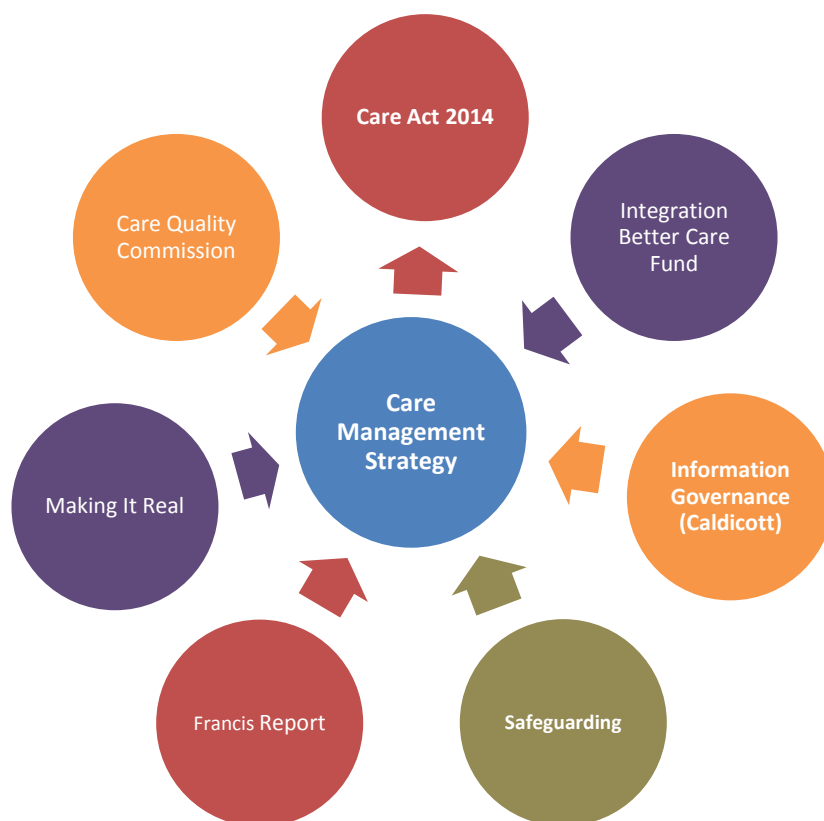 Care Act 2014
Care Quality
Commission
Integration
Better Care
Fund
Care
Management
Strategy
Making It Real
Information
Governance
(Caldicott)
Francis Report
Safeguarding